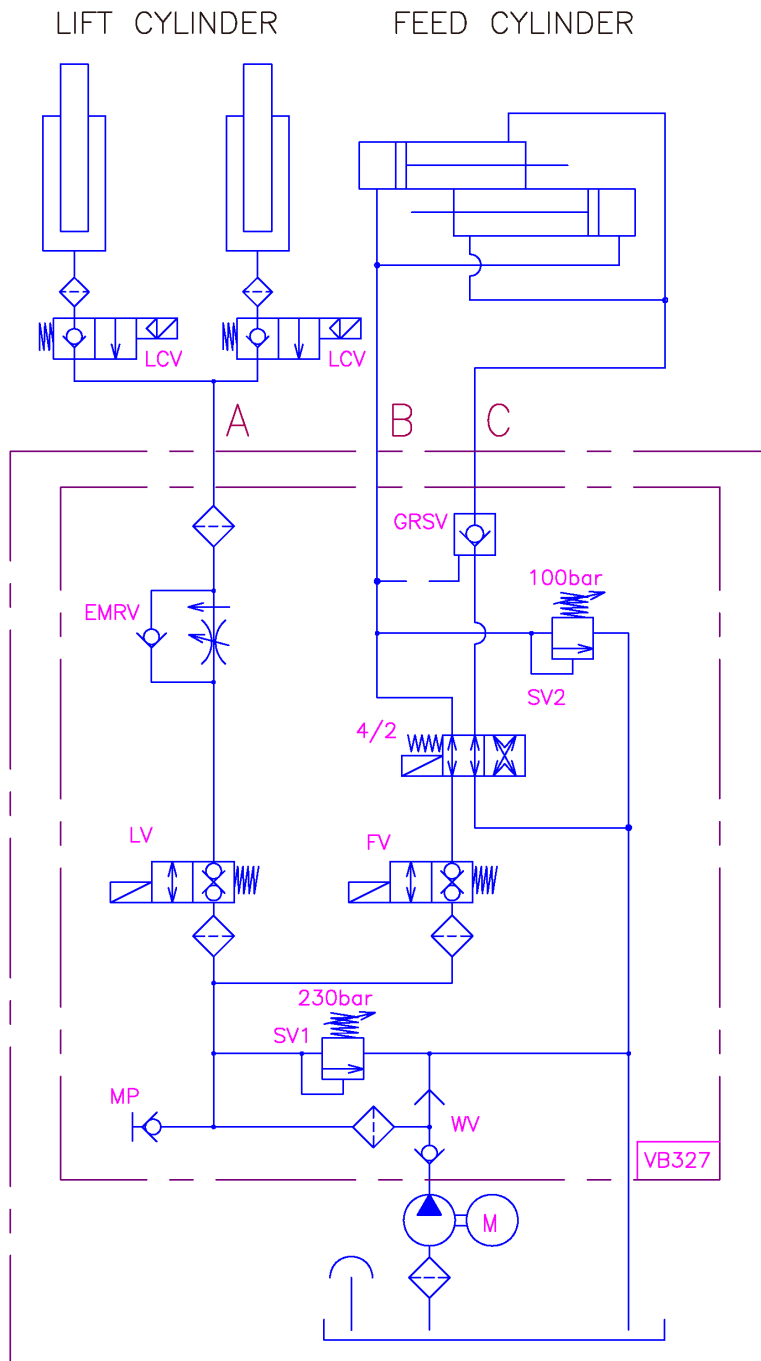 LIFT CYLINDER FEED CYLINDER
LCV LCV
A B C
GRSV
100bar
EMRV
SV2
4/2
LV FV
230bar
SV1
MP WV
VB327
M